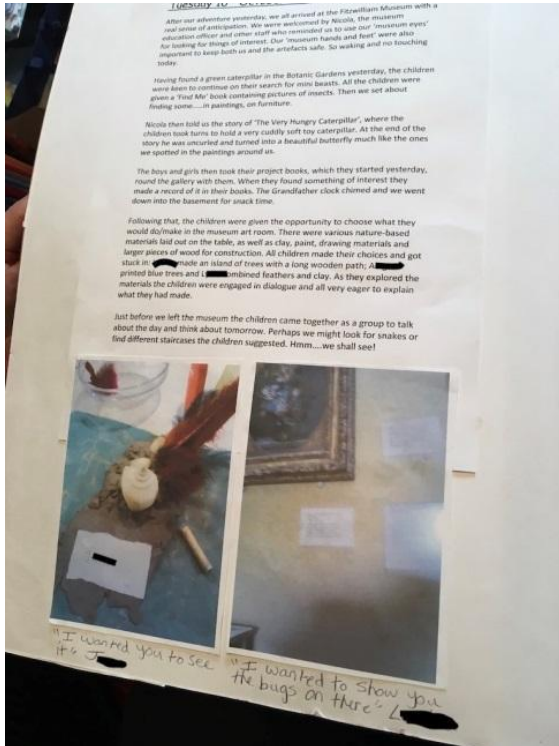 Tuesday 10
After our adventure yesterday, we all arrived at the Fitzwilliam Museum with a
real sense of anticipation. We were welcomed by Nicola, the museum
education officer and other staff who reminded us to use our 'museum eyes'
for looking for things of interest. Our 'museum hands and feet' were also
important to keep both us and the artefacts safe. So waking and no touching
today.
Having found a green caterpillar in the Botanic Gardens yesterday, the children
were keen to continue on their search for mini beasts. All the children were
given a 'Find Me' book containing pictures of insects. Then we set about
finding some.....in paintings, on furniture.
Nicola then told us the story of 'The Very Hungry Caterpillar', where the
children took turns to hold a very cuddly soft toy caterpillar. At the end of the
story he was uncurled and turned into a beautiful butterfly much like the ones
we spotted in the paintings around us.
The boys and girls then took their project books, which they started yesterday,
round the gallery with them. When they found something of interest they
made a record of it in their books. The Grandfather clock chimed and we went
down into the basement for snack time.
Following that, the children were given the opportunity to choose what they
would do/make in the museum art room. There were various nature-based
materials laid out on the table, as well as clay, paint, drawing materials and
larger pieces of wood for construction. All children made their choices and got
stuck in: made an island of trees with a long wooden path; A
printed blue trees and L combined feathers and clay. As they explored the
materials the children were engaged in dialogue and all very eager to explain
what they had made.
Just before we left the museum the children came together as a group to talk
about the day and think about tomorrow. Perhaps we might look for snakes or
find different staircases the children suggested. Hmm....we shall see!
"I wanted you to see
it" J
"I wanted to show you
the bugs on there" L